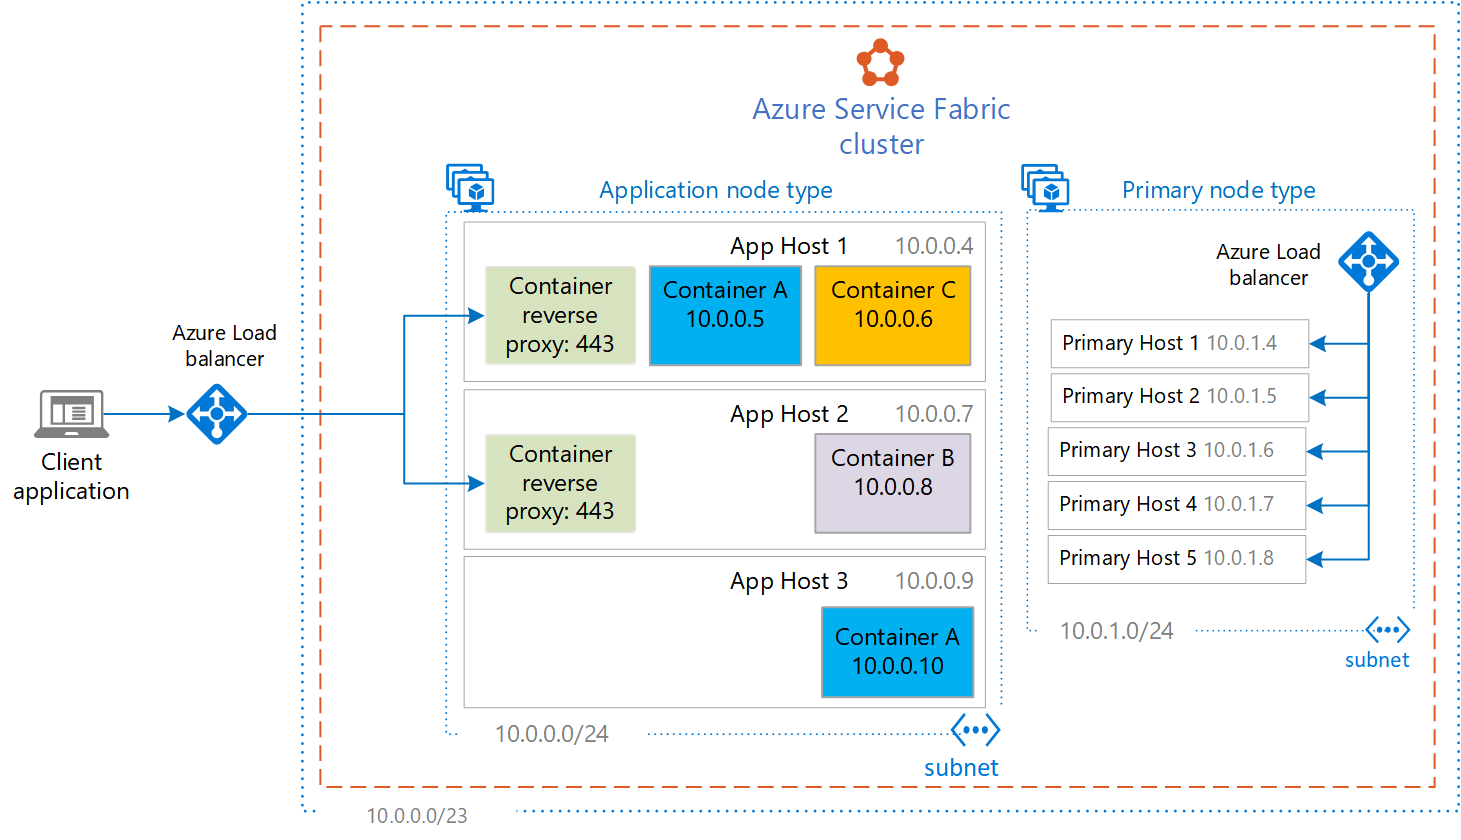 Azure Service Fabric
cluster
Application node type
Primary node type
App Host 1 10.0.0.4
Container
reverse
proxy: 443
Container A
10.0.0.5
Container C
10.0.0.6
App Host 2 10.0.0.7
Container
reverse
proxy: 443
Container B
10.0.0.8
App Host 3 10.0.0.9
Container A
10.0.0.10
10.0.0.0/24
subnet
Azure Load
balancer
Primary Host 1 10.0.1.4
Primary Host 2 10.0.1.5
Primary Host 3 10.0.1.6
Primary Host 4 10.0.1.7
Primary Host 5 10.0.1.8
10.0.1.0/24
subnet
Azure Load
balancer
Client
application
10.0.0.0/23